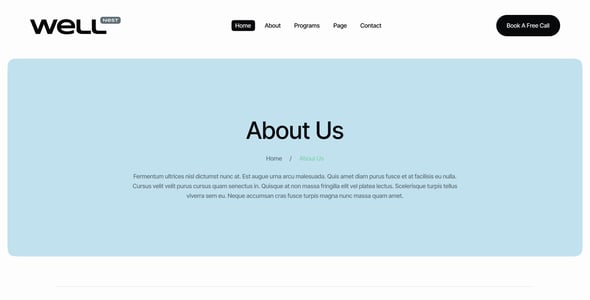 WELL NEST
Home About Programs Page Contact
Book A Free Call
About Us
Home / About Us
Fermentum ultrices nisl dictumst nunc at. Est augue urna arcu malesuada. Quis amet diam purus fusce et at facilisis eu nulla.
Cursus velit velit purus cursus quam senectus in. Quisque at non massa fringilla elit vel platea lectus. Scelerisque turpis tellus
viverra sem eu. Neque accumsan cras fusce turpis magna nunc massa quam amet.